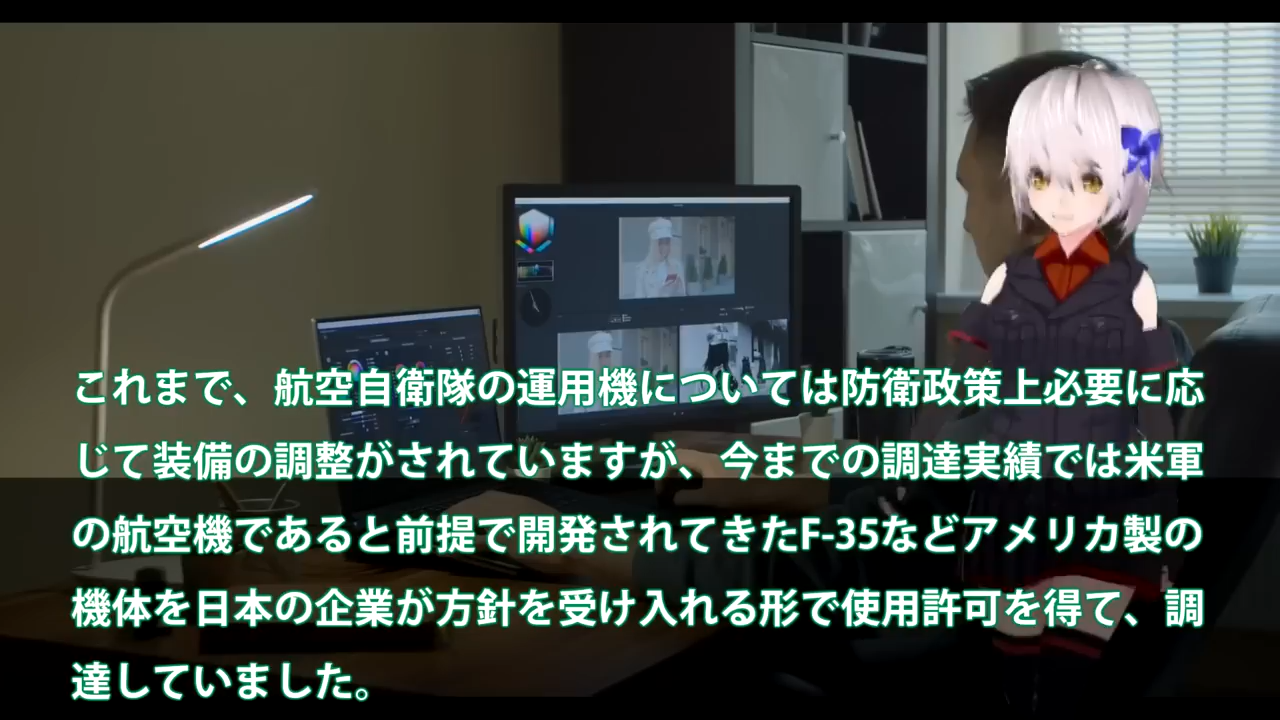 これまで、航空自衛隊の運用機については防衛政策上必要に応
じて装備の調整がされていますが、今までの調達実績では米軍
の航空機であると前提で開発されてきたF-35などアメリカ製の
機体を日本の企業が方針を受け入れる形で使用許可を得て、調
達していました。